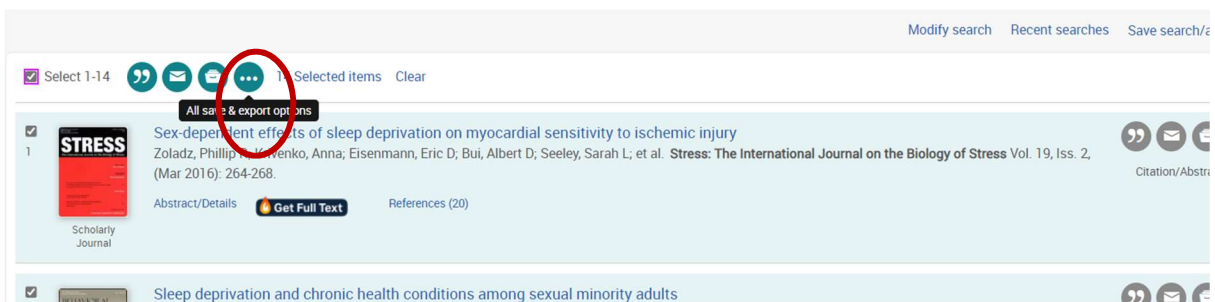 Modify search Recent searches Save search/a
Select 1-14 14 Selected items Clear
All save & export options
1
STRESS
Scholarly
Journal
Sex-dependent effects of sleep deprivation on myocardial sensitivity to ischemic injury
Zoladz, Phillip R; Krivenko, Anna; Eisenmann, Eric D; Bui, Albert D; Seeley, Sarah L; et al. Stress: The International Journal on the Biology of Stress Vol. 19, Iss. 2,
(Mar 2016): 264-268.
Abstract/Details Get Full Text References (20)
Citation/Abstra
Sleep deprivation and chronic health conditions among sexual minority adults